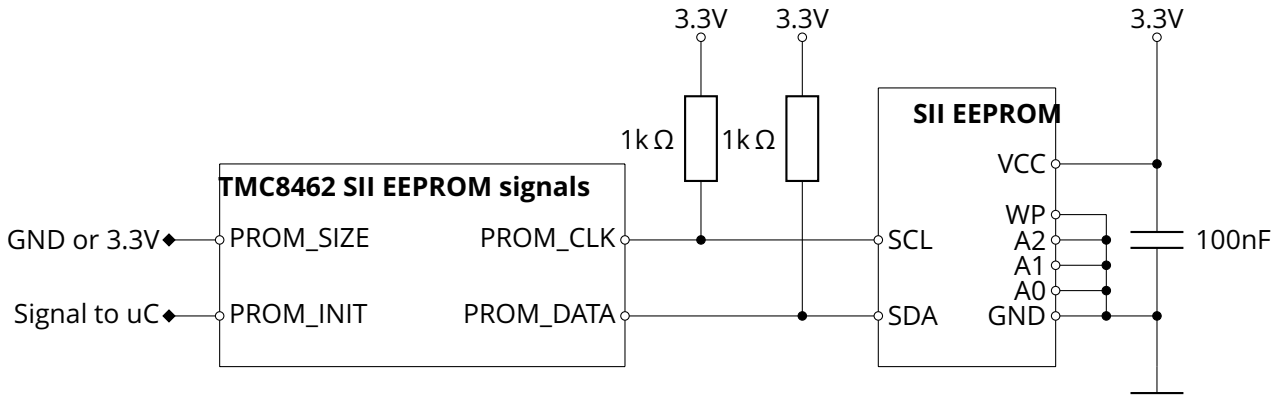 3.3V
3.3V
3.3V
SII EEPROM
1k Ω
1k Ω
VCC
TMC8462 SII EEPROM signals
WP
GND or 3.3V
PROM_SIZE
PROM_CLK
SCL
A2
100nF
A1
A0
Signal to uC
PROM_INIT
PROM_DATA
SDA
GND